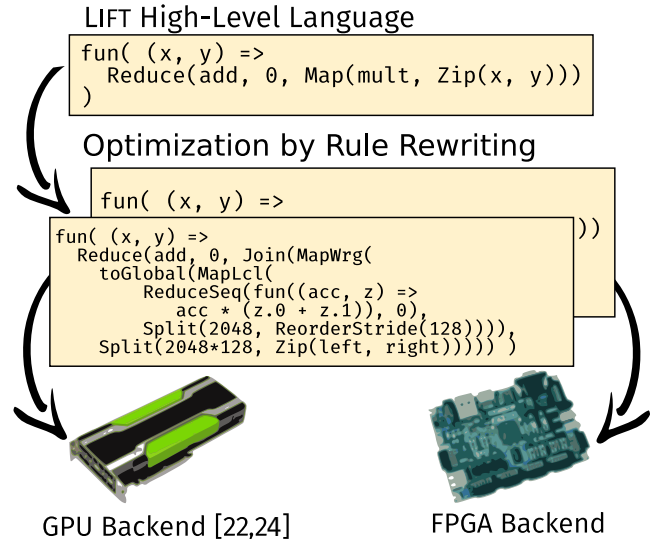 LIFT High-Level Language
fun( (x, y) =>
  Reduce(add, 0, Map(mult, Zip(x, y)))
)
Optimization by Rule Rewriting
fun( (x, y) =>
))
fun( (x, y) =>
  Reduce(add, 0, Join(MapWrg(
    toGlobal(MapLcl(
        ReduceSeq(fun((acc, z) =>
           acc * (z.0 + z.1)), 0),
        Split(2048, ReorderStride(128)))),
    Split(2048*128, Zip(left, right))))) )
GPU Backend [22,24]
FPGA Backend